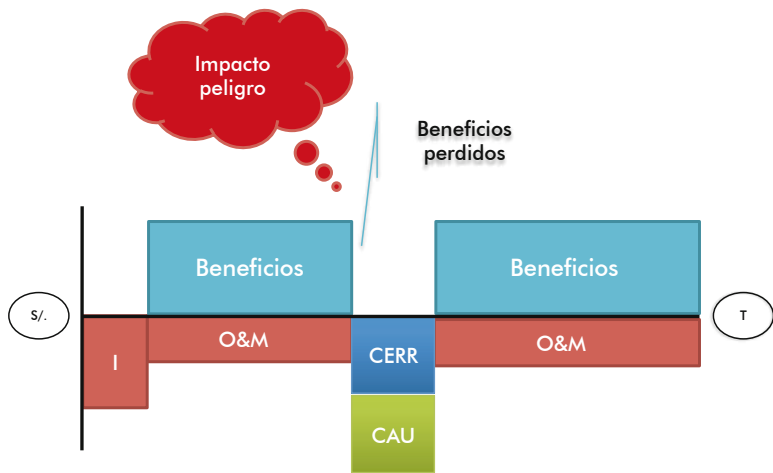 Impacto
peligro
Beneficios
perdidos
Beneficios
Beneficios
S/.
T
I
O&M
CERR
O&M
CAU